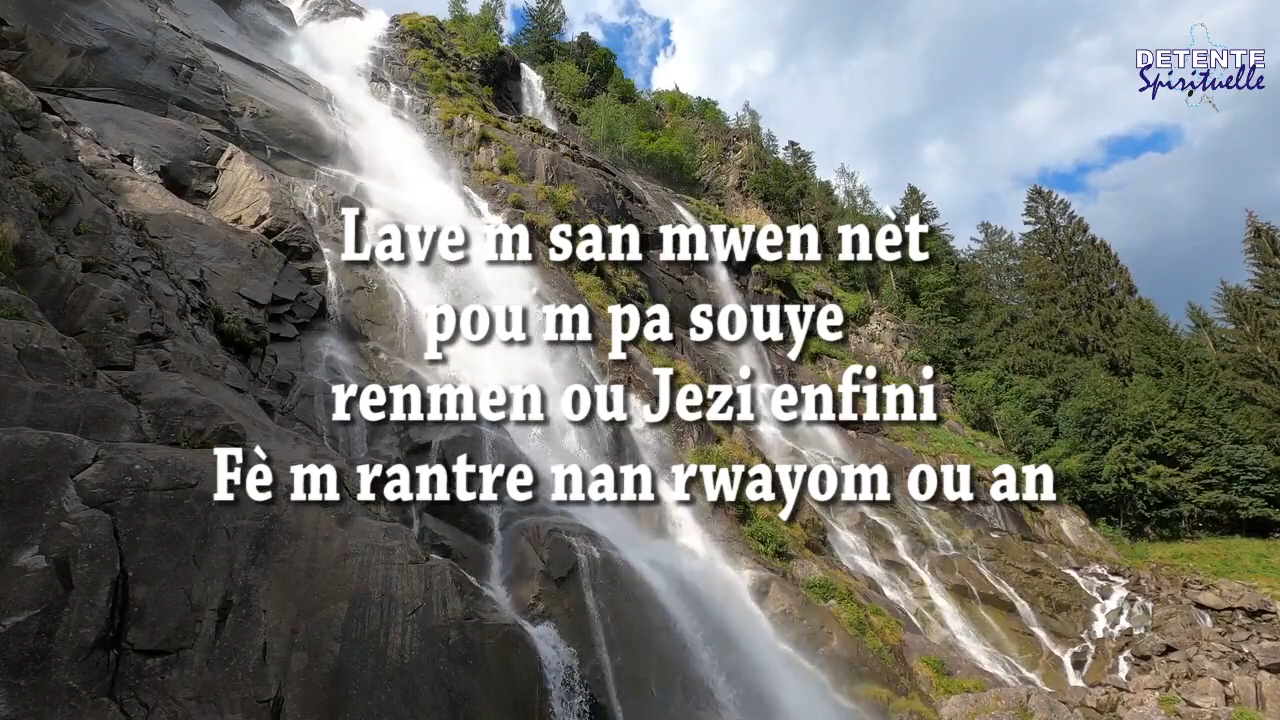 DETENTE
Spirituelle
Lave m san mwen nèt
pou m pa souye
renmen ou Jezi enfini
Fè m rantre nan rwayom ou an